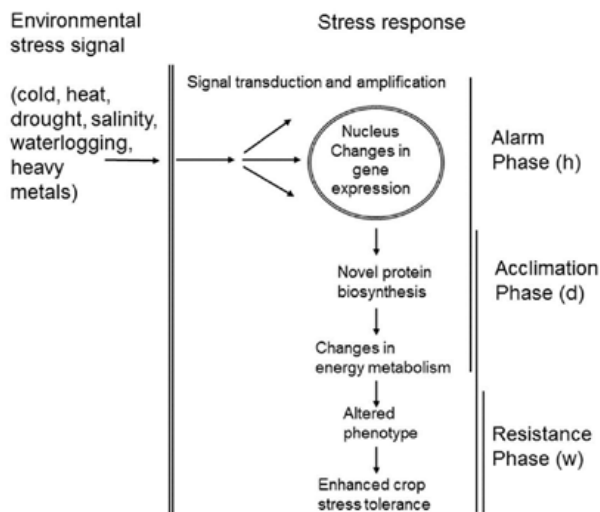 Environmental
stress signal
Stress response
(cold, heat,
drought, salinity,
waterlogging,
heavy
metals)
Signal transduction and amplification
Nucleus
Changes in
gene
expression
Alarm
Phase (h)
Novel protein
biosynthesis
Acclimation
Phase (d)
Changes in
energy metabolism
Altered
phenotype
Resistance
Phase (w)
Enhanced crop
stress tolerance